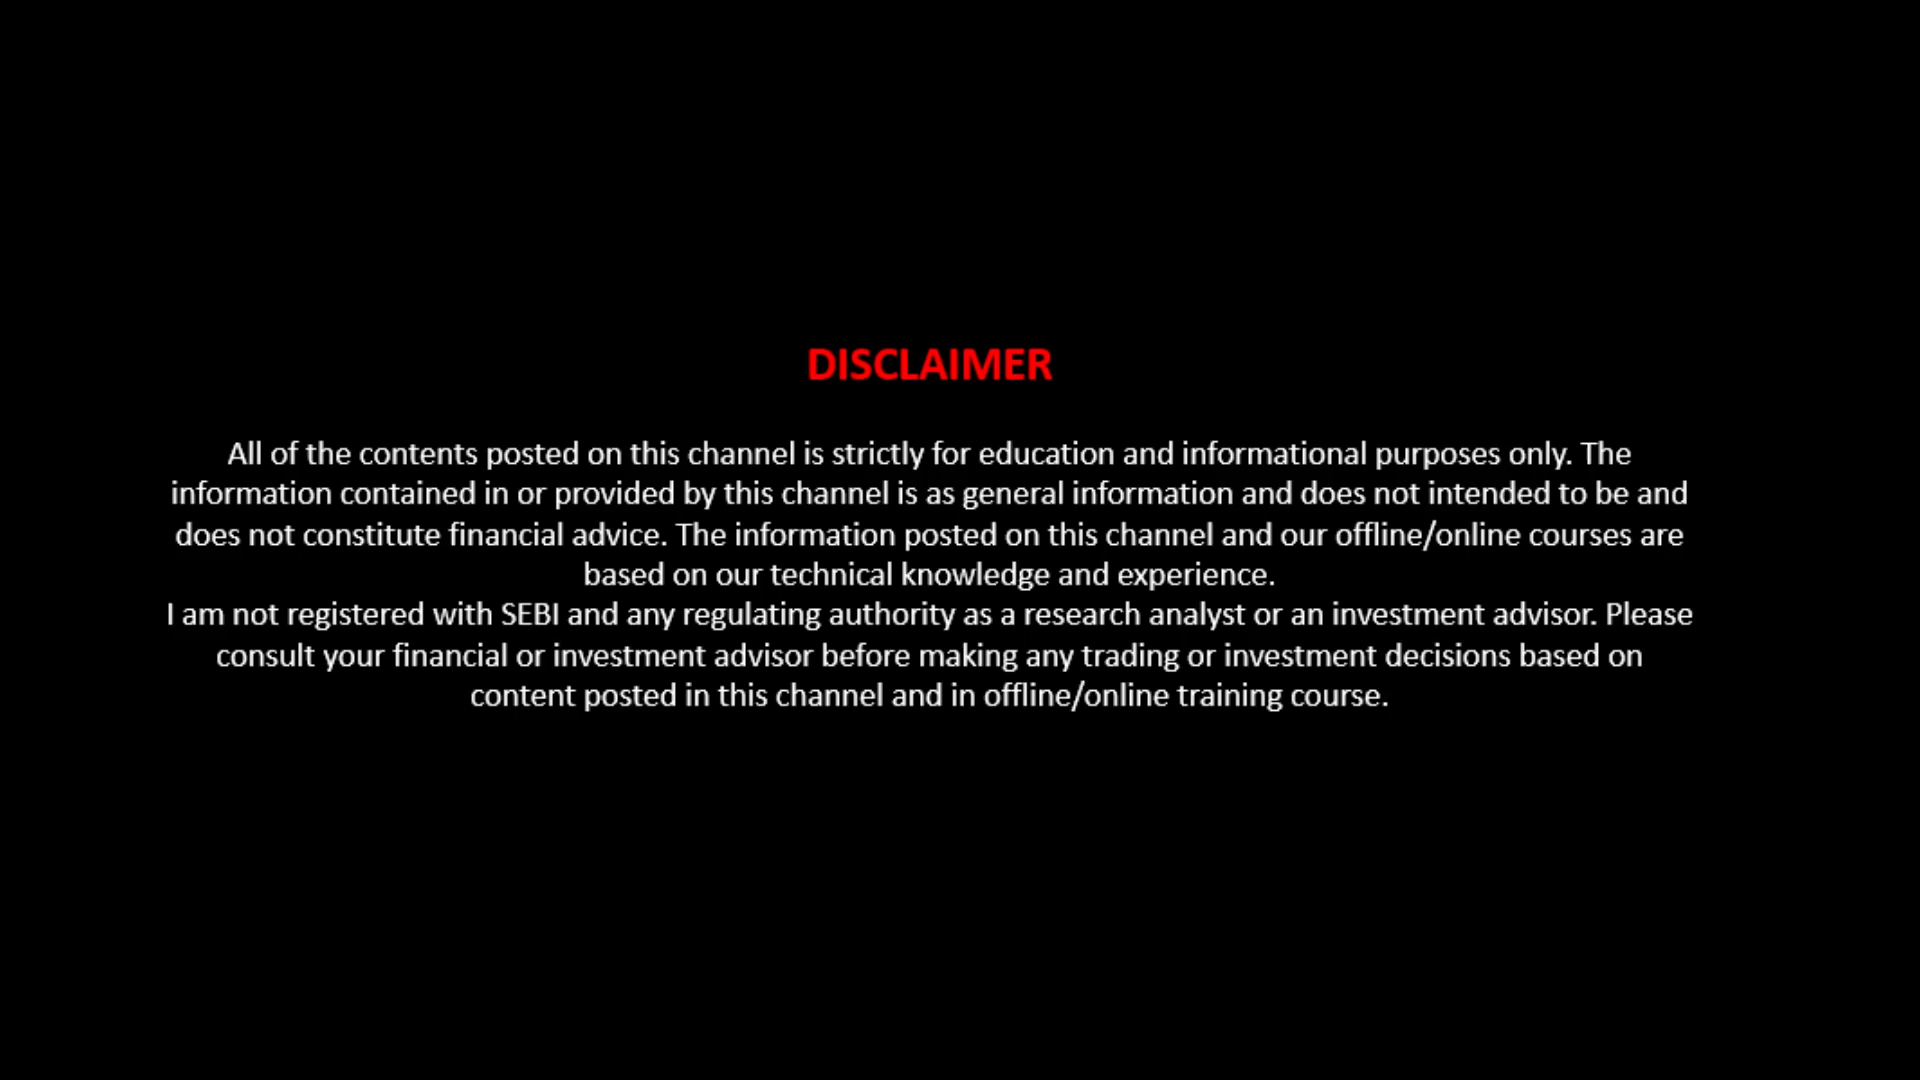 DISCLAIMER
All of the contents posted on this channel is strictly for education and informational purposes only. The
information contained in or provided by this channel is as general information and does not intended to be and
does not constitute financial advice. The information posted on this channel and our offline/online courses are
based on our technical knowledge and experience.
I am not registered with SEBI and any regulating authority as a research analyst or an investment advisor. Please
consult your financial or investment advisor before making any trading or investment decisions based on
content posted in this channel and in offline/online training course.